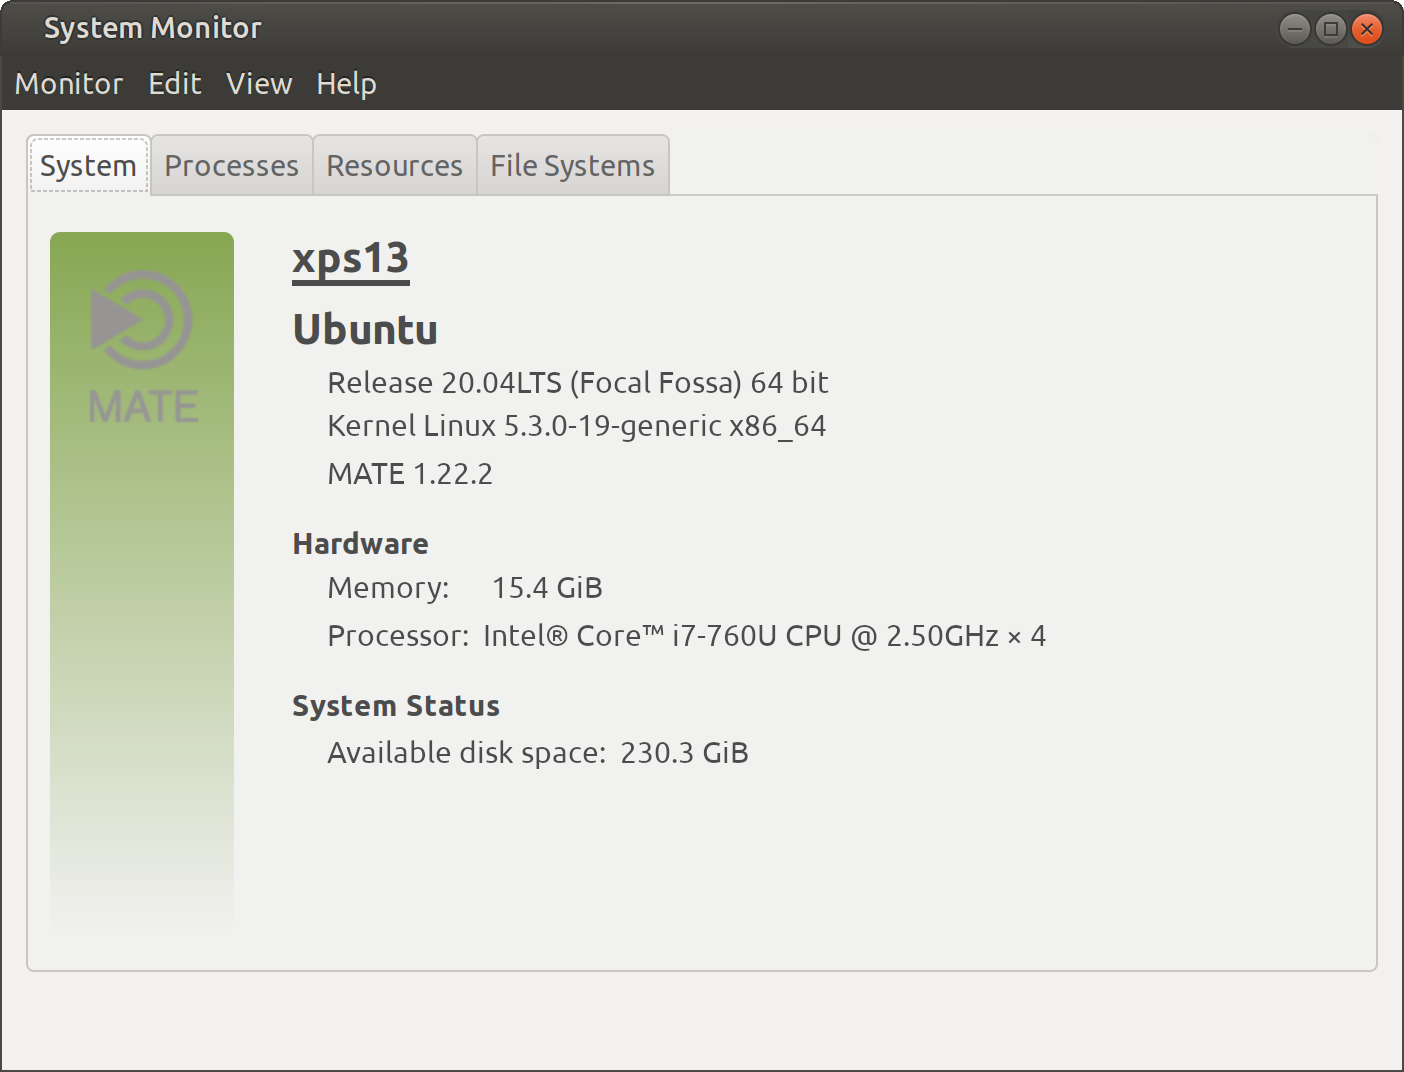 System Monitor
Monitor Edit View Help
System Processes Resources File Systems
MATE
xps13
Ubuntu
Release 20.04LTS (Focal Fossa) 64 bit
Kernel Linux 5.3.0-19-generic x86_64
MATE 1.22.2
Hardware
Memory: 15.4 GiB
Processor: Intel® Core™ i7-760U CPU @ 2.50GHz × 4
System Status
Available disk space: 230.3 GiB